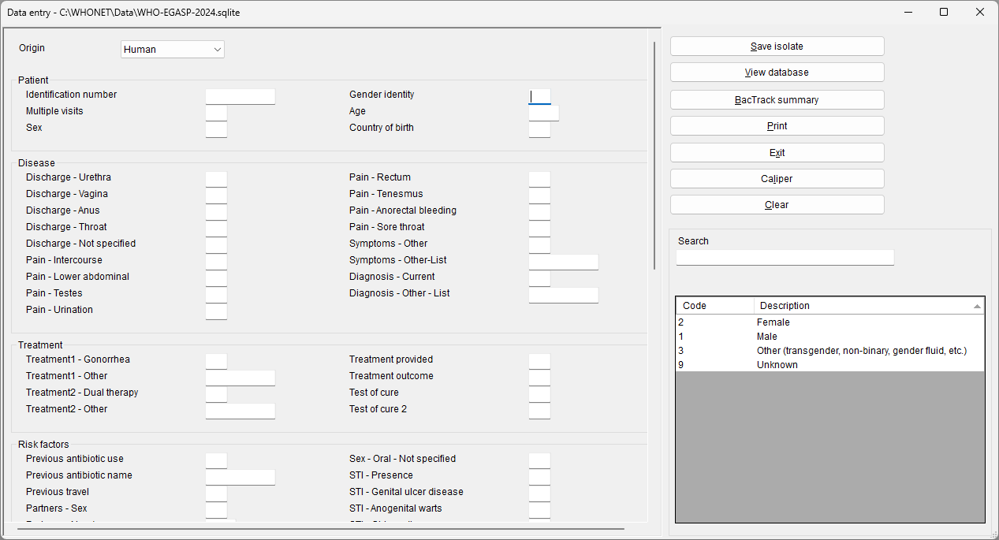 Data entry - C:\WHONET\Data\WHO-EGASP-2024.sqlite
Origin Human
Patient
Identification number Gender identity
Multiple visits Age
Sex Country of birth
Disease
Discharge - Urethra Pain - Rectum
Discharge - Vagina Pain - Tenesmus
Discharge - Anus Pain - Anorectal bleeding
Discharge - Throat Pain - Sore throat
Discharge - Not specified Symptoms - Other
Pain - Intercourse Symptoms - Other-List
Pain - Lower abdominal Diagnosis - Current
Pain - Testes Diagnosis - Other - List
Pain - Urination
Treatment
Treatment1 - Gonorrhea Treatment provided
Treatment1 - Other Treatment outcome
Treatment2 - Dual therapy Test of cure
Treatment2 - Other Test of cure 2
Risk factors
Previous antibiotic use Sex - Oral - Not specified
Previous antibiotic name STI - Presence
Previous travel STI - Genital ulcer disease
Partners - Sex STI - Anogenital warts
Save isolate
View database
BacTrack summary
Print
Exit
Caliper
Clear
Search
Code Description
2 Female
1 Male
3 Other (transgender, non-binary, gender fluid, etc.)
9 Unknown